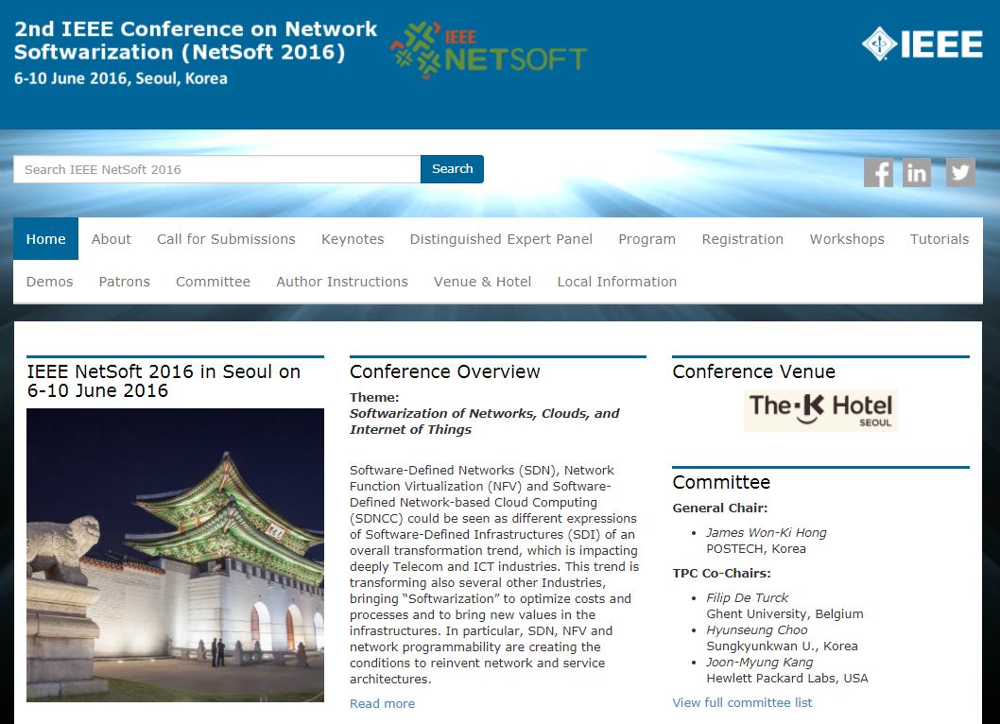 2nd IEEE Conference on Network
Softwarization (NetSoft 2016)
6-10 June 2016, Seoul, Korea
IEEE
NETSOFT
IEEE
Search IEEE NetSoft 2016
Search
Home About Call for Submissions Keynotes Distinguished Expert Panel Program Registration Workshops Tutorials
Demos Patrons Committee Author Instructions Venue & Hotel Local Information
IEEE NetSoft 2016 in Seoul on
6-10 June 2016
Conference Overview
Theme:
Softwarization of Networks, Clouds, and
Internet of Things
Software-Defined Networks (SDN), Network
Function Virtualization (NFV) and Software-
Defined Network-based Cloud Computing
(SDNCC) could be seen as different expressions
of Software-Defined Infrastructures (SDI) of an
overall transformation trend, which is impacting
deeply Telecom and ICT industries. This trend is
transforming also several other Industries,
bringing “Softwarization” to optimize costs and
processes and to bring new values in the
infrastructures. In particular, SDN, NFV and
network programmability are creating the
conditions to reinvent network and service
architectures.
Read more
Conference Venue
The·K Hotel
SEOUL
Committee
General Chair:
• James Won-Ki Hong
POSTECH, Korea
TPC Co-Chairs:
• Filip De Turck
Ghent University, Belgium
• Hyunseung Choo
Sungkyunkwan U., Korea
• Joon-Myung Kang
Hewlett Packard Labs, USA
View full committee list